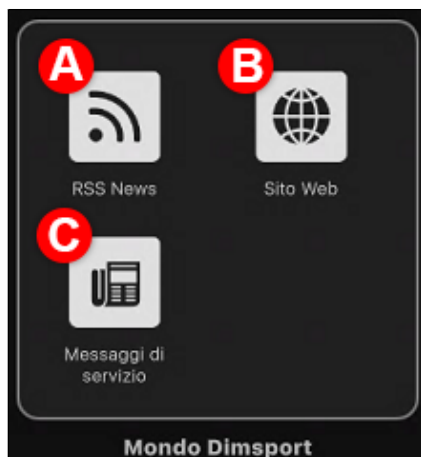 A
B
RSS News
Sito Web
C
Messaggi di
servizio
Mondo Dimsport